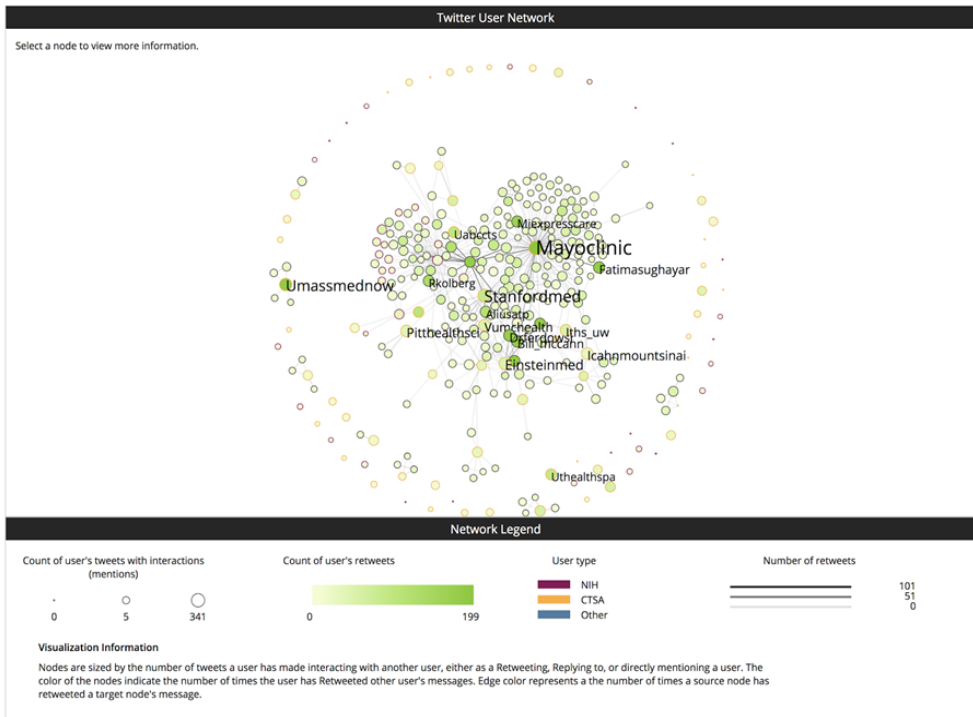 Twitter User Network
Select a node to view more information.
Miexpresscare
Uabccts
Mayoclinic
Fatimasughayar
Umassmednow
Rkolberg
Stanfordmed
Aliusatp
Vumchealth
Pitthealthsci
Drferdowsi
Iths_uw
Bill_mccann
Icahnmountsinai
Einsteinmed
Uthealthspa
Network Legend
Count of user's tweets with interactions
(mentions)
0 5 341
Count of user's retweets
0 199
User type
NIH
CTSA
Other
Number of retweets
101
51
0
Visualization Information
Nodes are sized by the number of tweets a user has made interacting with another user, either as a Retweeting, Replying to, or directly mentioning a user. The
color of the nodes indicate the number of times the user has Retweeted other user's messages. Edge color represents a the number of times a source node has
retweeted a target node's message.